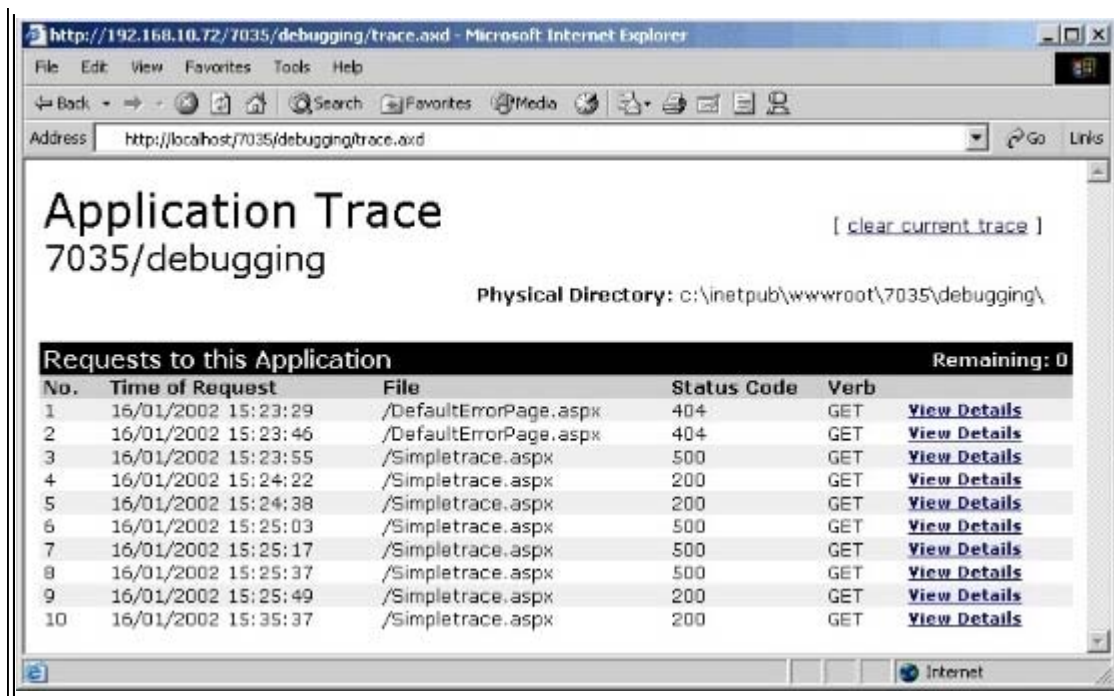 http://192.168.10.72/7035/debugging/trace.axd - Microsoft Internet Explorer
File Edit View Favorites Tools Help
Back Search Favorites Media
Address http://localhost/7035/debugging/trace.axd Go Links
Application Trace
[ clear current trace ]
7035/debugging
Physical Directory: c:\inetpub\wwwroot\7035\debugging\
Requests to this Application Remaining: 0
No. Time of Request File Status Code Verb
1 16/01/2002 15:23:29 /DefaultErrorPage.aspx 404 GET View Details
2 16/01/2002 15:23:46 /DefaultErrorPage.aspx 404 GET View Details
3 16/01/2002 15:23:55 /Simpletrace.aspx 500 GET View Details
4 16/01/2002 15:24:22 /Simpletrace.aspx 200 GET View Details
5 16/01/2002 15:24:38 /Simpletrace.aspx 200 GET View Details
6 16/01/2002 15:25:03 /Simpletrace.aspx 500 GET View Details
7 16/01/2002 15:25:17 /Simpletrace.aspx 500 GET View Details
8 16/01/2002 15:25:37 /Simpletrace.aspx 500 GET View Details
9 16/01/2002 15:25:49 /Simpletrace.aspx 200 GET View Details
10 16/01/2002 15:35:37 /Simpletrace.aspx 200 GET View Details
Internet